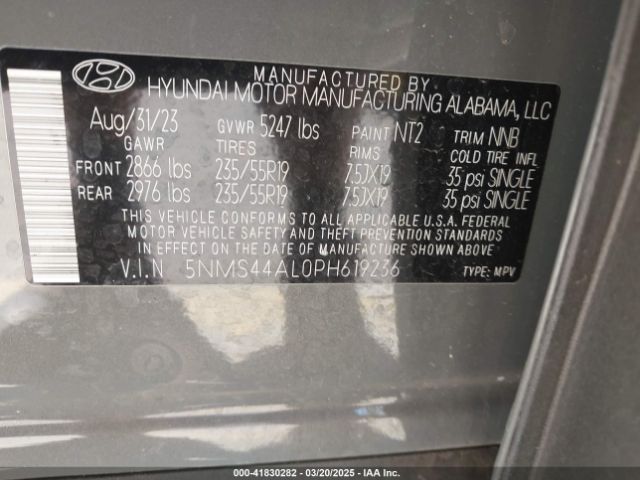 MANUFACTURED BY
HYUNDAI MOTOR MANUFACTURING ALABAMA, LLC
Aug/31/23 GVWR 5247 lbs PAINT NT2 TRIM NNB
GAWR TIRES RIMS COLD TIRE INFL
FRONT 2866 lbs 235/55R19 7.5JX19 35 psi SINGLE
REAR 2976 lbs 235/55R19 7.5JX19 35 psi SINGLE
THIS VEHICLE CONFORMS TO ALL APPLICABLE U.S.A. FEDERAL
MOTOR VEHICLE SAFETY AND THEFT PREVENTION STANDARDS
IN EFFECT ON THE DATE OF MANUFACTURE SHOWN ABOVE
V.I.N 5NMS44AL0PH619236 TYPE: MPV
000-41830282 / 03/20/2025 / IAA Inc.